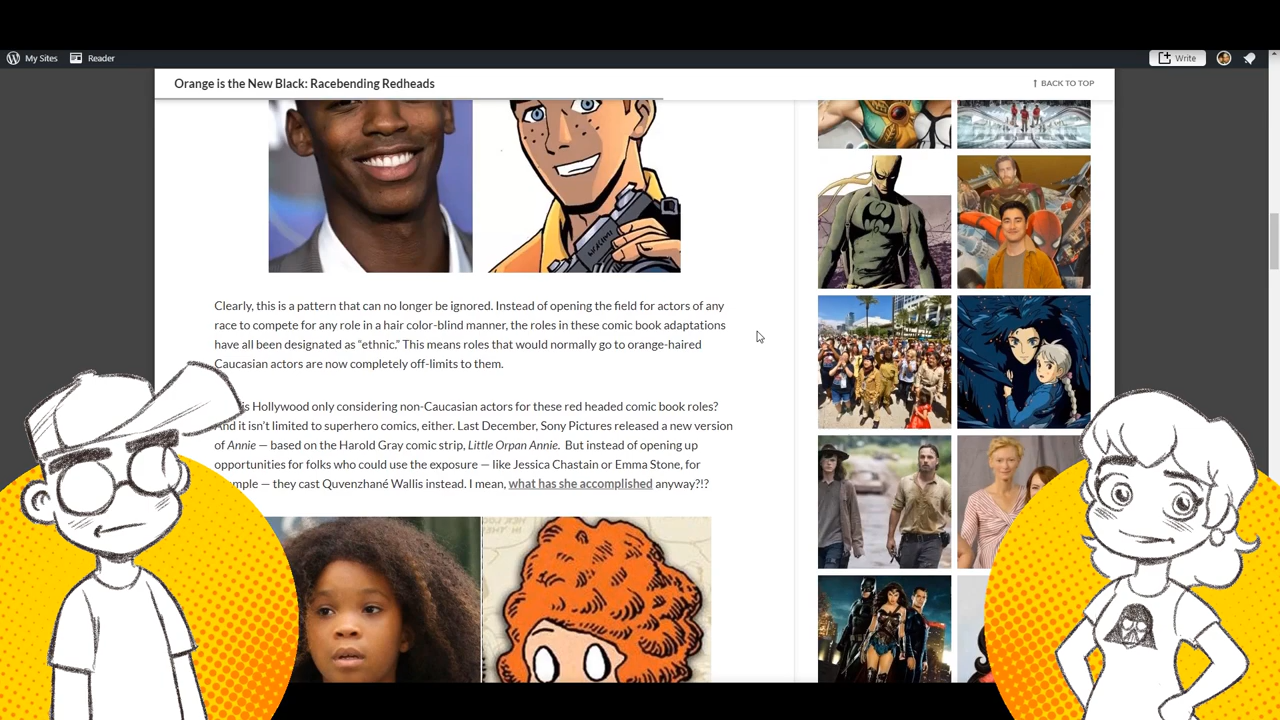 My Sites
Reader
Write
Orange is the New Black: Racebending Redheads
BACK TO TOP
Clearly, this is a pattern that can no longer be ignored. Instead of opening the field for actors of any
race to compete for any role in a hair color-blind manner, the roles in these comic book adaptations
have all been designated as “ethnic.” This means roles that would normally go to orange-haired
Caucasian actors are now completely off-limits to them.
is Hollywood only considering non-Caucasian actors for these red headed comic book roles?
And it isn’t limited to superhero comics, either. Last December, Sony Pictures released a new version
of Annie — based on the Harold Gray comic strip, Little Orpan Annie. But instead of opening up
opportunities for folks who could use the exposure — like Jessica Chastain or Emma Stone, for
example — they cast Quvenzhané Wallis instead. I mean, what has she accomplished anyway?!?